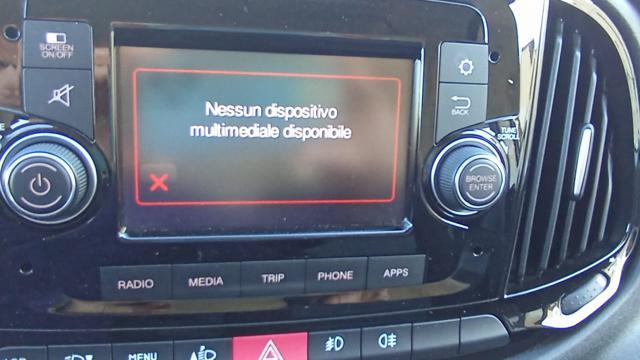 SCREEN
ON/OFF
Nessun dispositivo
multimediale disponibile
BACK
TUNE
SCROLL
BROWSE
ENTER
RADIO
MEDIA
TRIP
PHONE
APPS
MENU